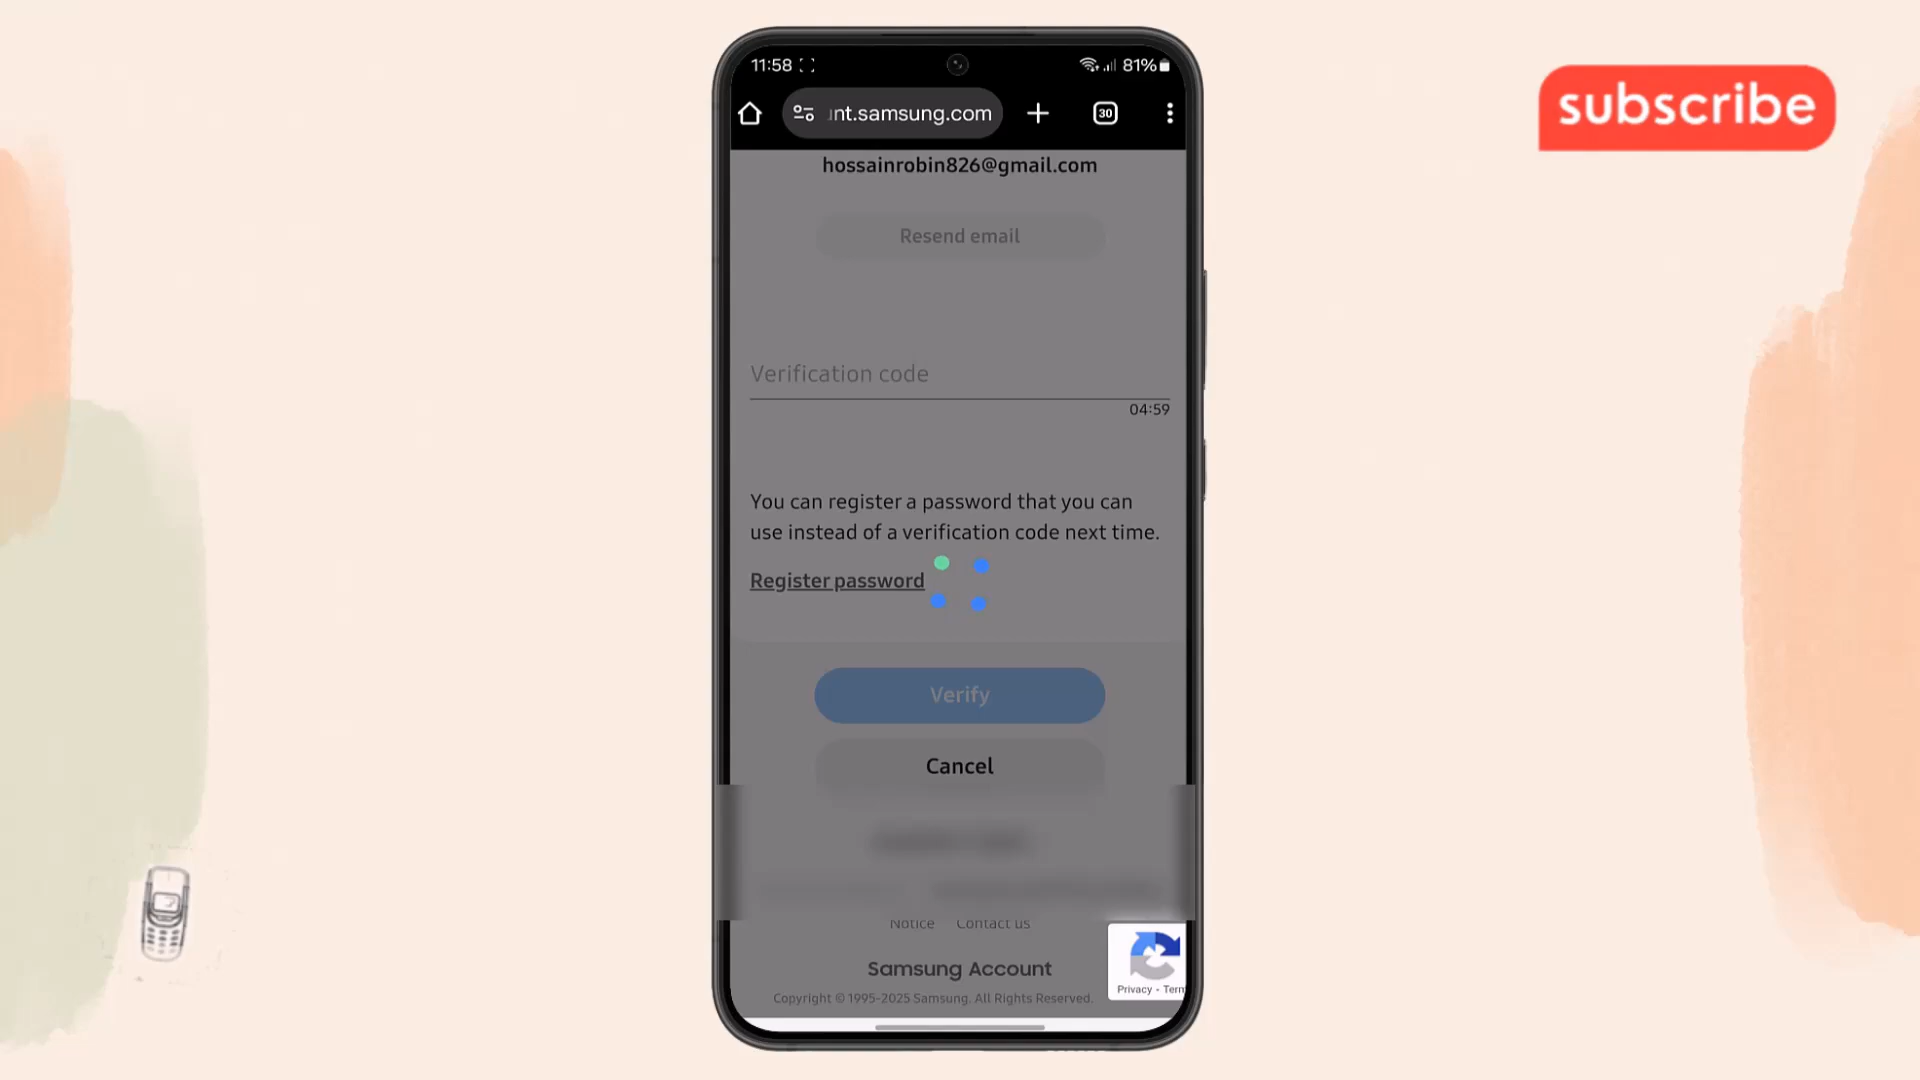 11:58
81%
subscribe
nt.samsung.com
30
hossainrobin826@gmail.com
Resend email
Verification code
04:59
You can register a password that you can
use instead of a verification code next time.
Register password
Verify
Cancel
Notice Contact us
Samsung Account
Privacy - Tern
Copyright © 1995-2025 Samsung. All Rights Reserved.